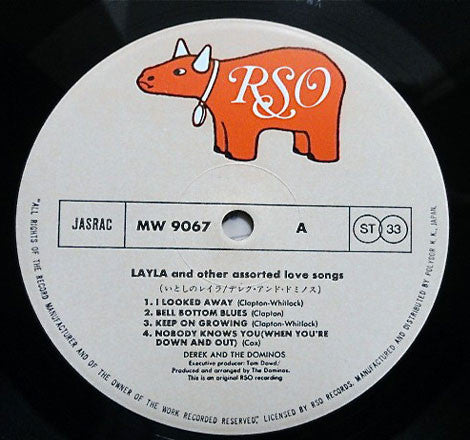 RSO
JASRAC MW 9067 A ST 33
LAYLA and other assorted love songs
(いとしのレイラ/デレク・アンド・ドミノス)
1. I LOOKED AWAY (Clapton-Whitlock)
2. BELL BOTTOM BLUES (Clapton)
3. KEEP ON GROWING (Clapton-Whitlock)
4. NOBODY KNOWS YOU(WHEN YOU'RE
DOWN AND OUT) (Cox)
DEREK AND THE DOMINOS
Executive producer: Tom Dowd/
Produced and arranged by The Dominos.
This is an original RSO recording
"ALL RIGHTS OF THE RECORD MANUFACTURER AND OF THE OWNER OF THE WORK RECORDED RESERVED", LICENSED BY RSO RECORDS. MANUFACTURED BY POLYDOR K.K., JAPAN.